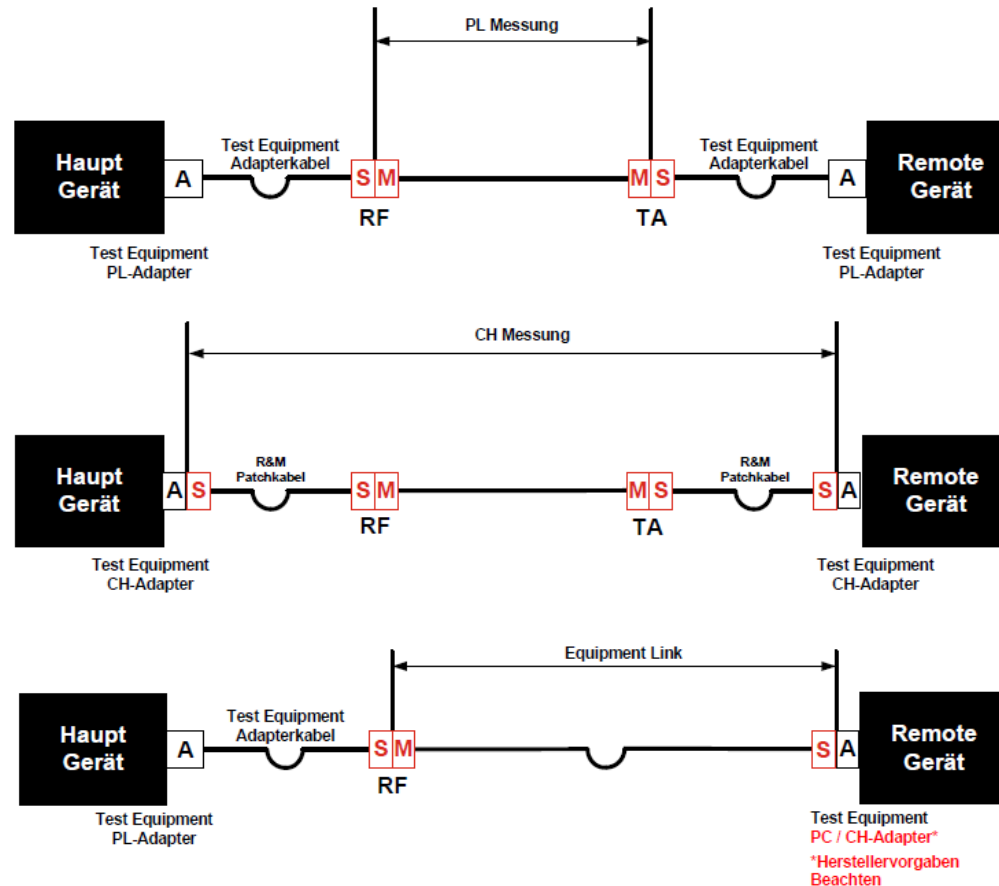 PL Messung
Haupt
Gerät
A
Test Equipment
Adapterkabel
S M
RF
M S
TA
Test Equipment
Adapterkabel
A
Remote
Gerät
Test Equipment
PL-Adapter
Test Equipment
PL-Adapter
CH Messung
Haupt
Gerät
A S
R&M
Patchkabel
S M
RF
M S
TA
R&M
Patchkabel
S A
Remote
Gerät
Test Equipment
CH-Adapter
Test Equipment
CH-Adapter
Equipment Link
Haupt
Gerät
A
Test Equipment
Adapterkabel
S M
RF
S A
Remote
Gerät
Test Equipment
PL-Adapter
Test Equipment
PC / CH-Adapter*
*Herstellervorgaben
Beachten